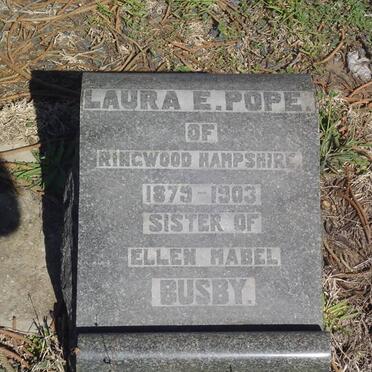 LAURA E. POPE.
OF
RINGWOOD HAMPSHIRE
1879-1903
SISTER OF
ELLEN MABEL
BUSBY.